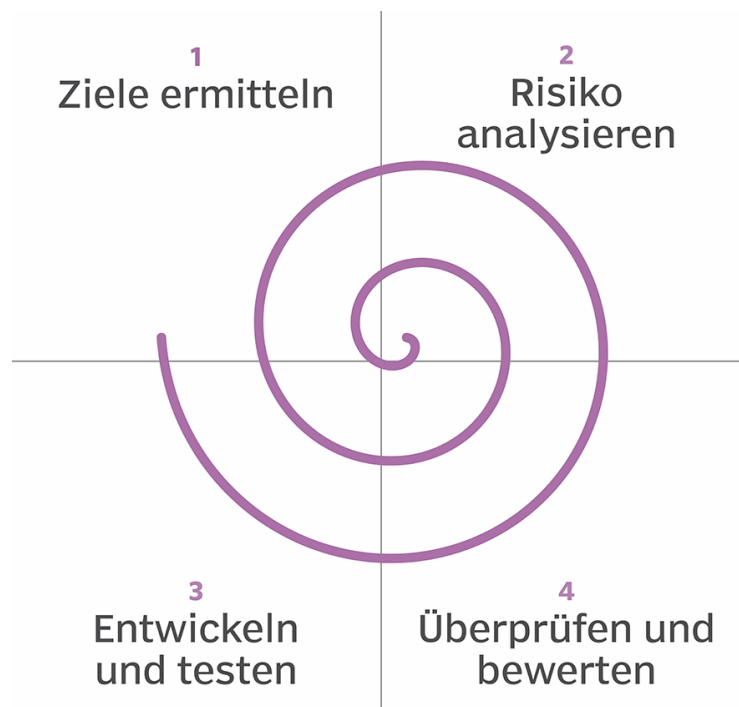 1
Ziele ermitteln
2
Risiko
analysieren
3
Entwickeln
und testen
4
Überprüfen und
bewerten